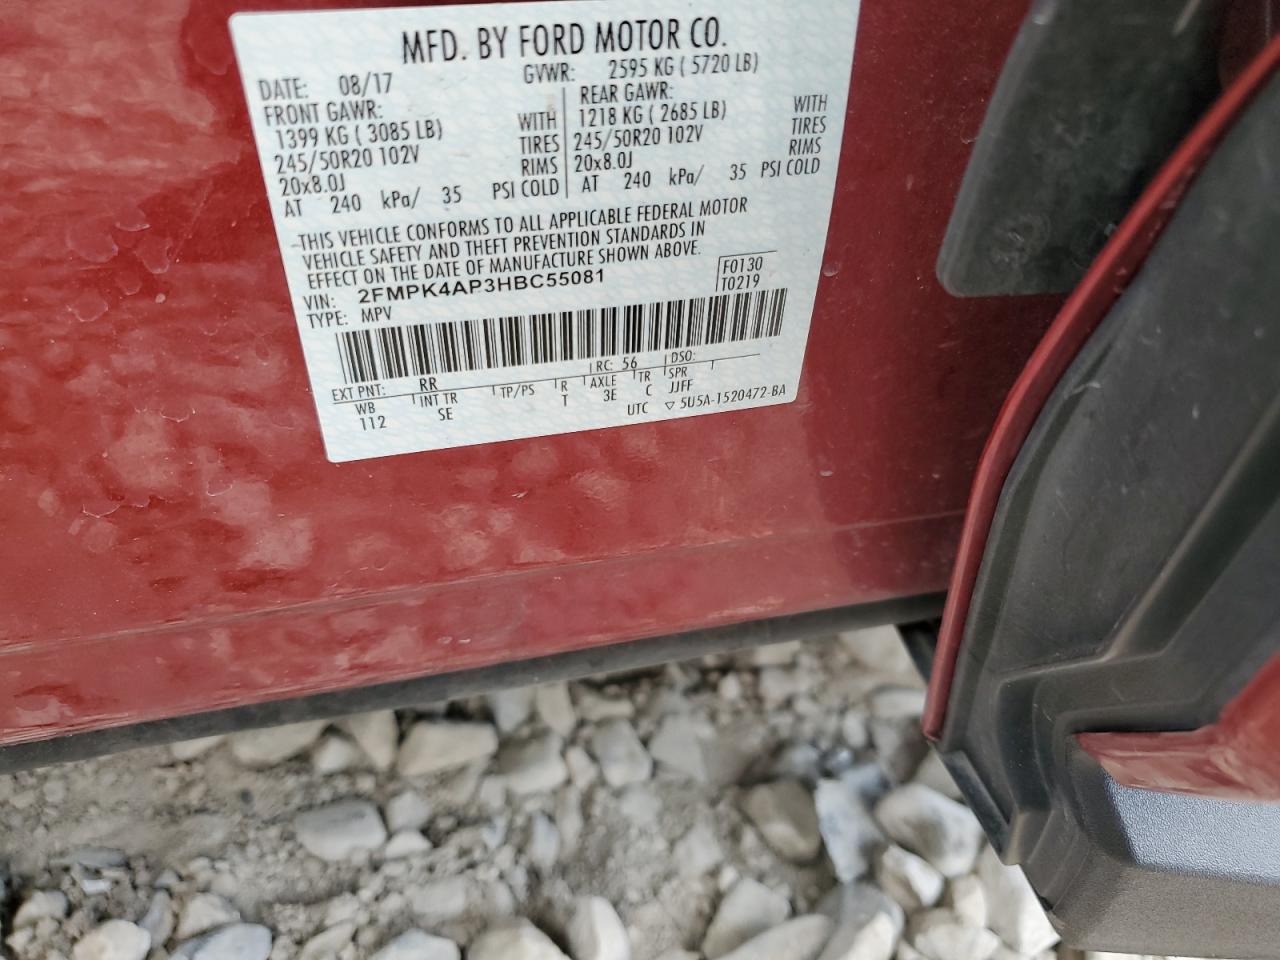 MFD. BY FORD MOTOR CO.
DATE: 08/17 GVWR: 2595 KG ( 5720 LB)
FRONT GAWR: REAR GAWR:
1399 KG ( 3085 LB) WITH 1218 KG ( 2685 LB) WITH
245/50R20 102V TIRES 245/50R20 102V TIRES
20x8.0J RIMS 20x8.0J RIMS
AT 240 kPa/ 35 PSI COLD AT 240 kPa/ 35 PSI COLD
THIS VEHICLE CONFORMS TO ALL APPLICABLE FEDERAL MOTOR
VEHICLE SAFETY AND THEFT PREVENTION STANDARDS IN
EFFECT ON THE DATE OF MANUFACTURE SHOWN ABOVE.
VIN: 2FMPK4AP3HBC55081 F0130
TYPE: MPV T0219
EXT PNT: RR RC: 56 DSO:
WB INT TR TP/PS R AXLE TR SPR
112 SE T 3E C JJFF
UTC ▽ 5U5A-1520472-BA